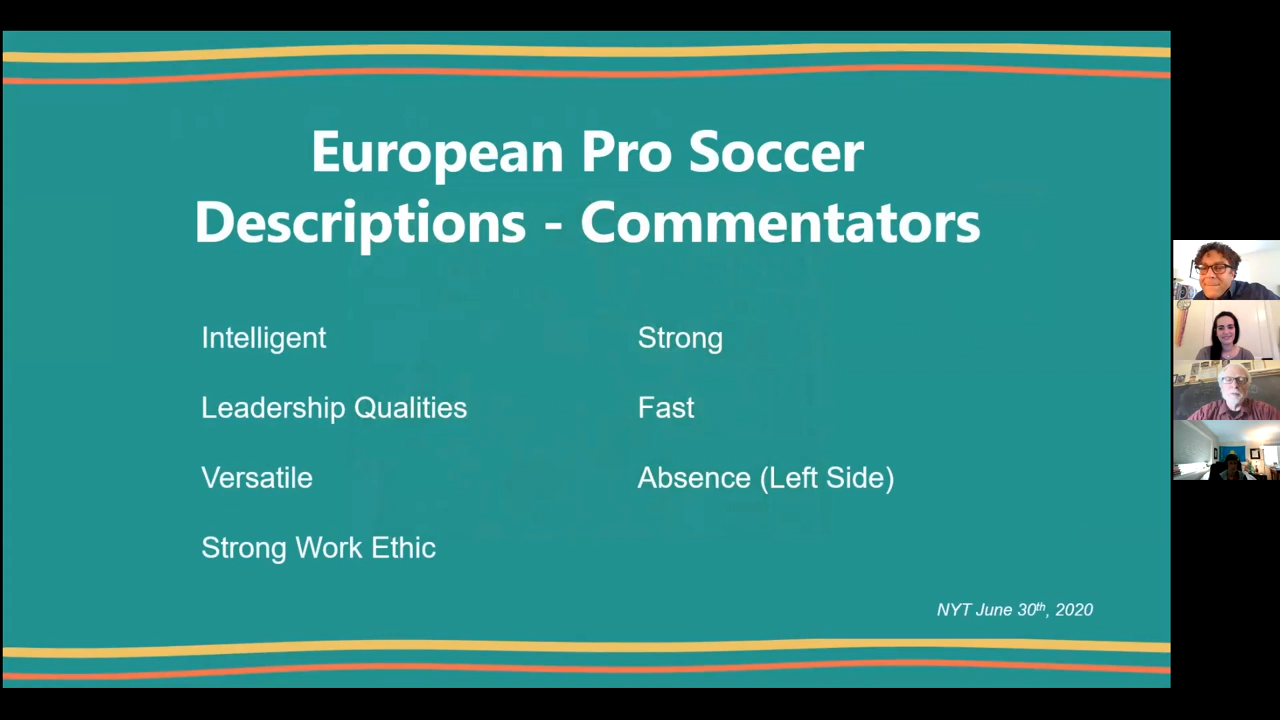 European Pro Soccer
Descriptions - Commentators
Intelligent
Leadership Qualities
Versatile
Strong Work Ethic
Strong
Fast
Absence (Left Side)
NYT June 30th, 2020